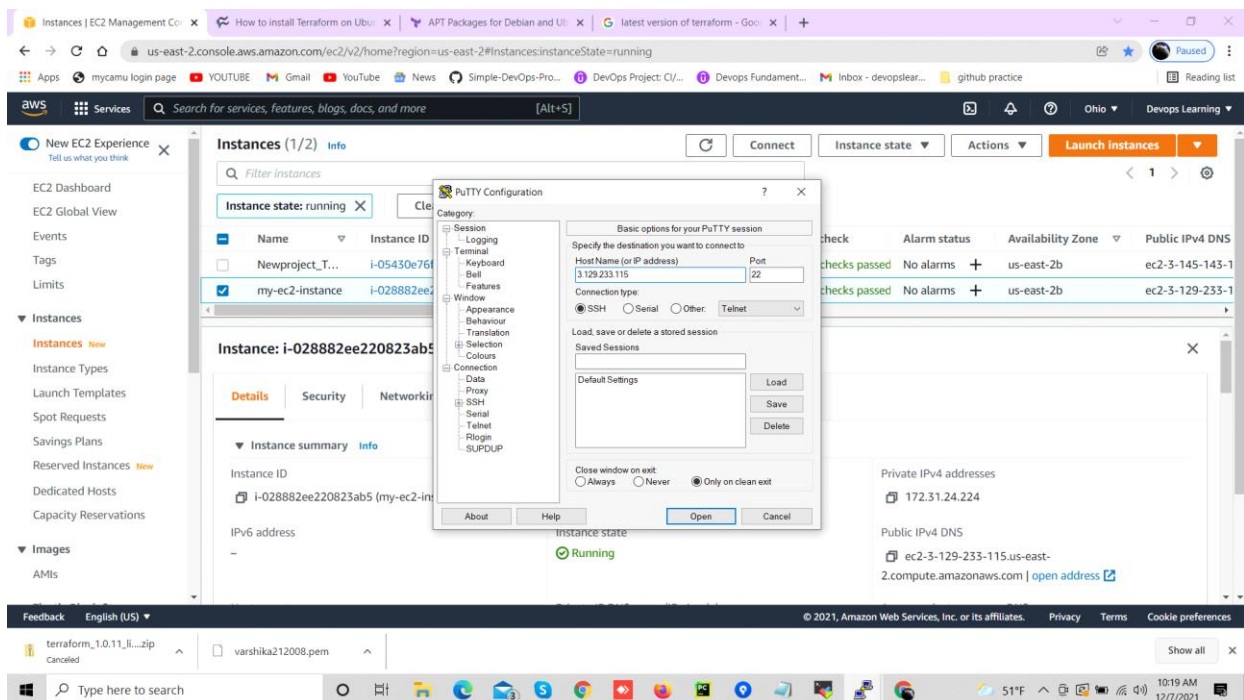 Instances | EC2 Management Co
How to install Terraform on Ubu
APT Packages for Debian and U
latest version of terraform - Goo
us-east-2.console.aws.amazon.com/ec2/v2/home?region=us-east-2#Instances:instanceState=running
Paused
Apps
mycamu login page
YOUTUBE
Gmail
YouTube
News
Simple-DevOps-Pro...
DevOps Project: CI/...
Devops Fundament...
Inbox - devopslear...
github practice
Reading list
aws
Services
Search for services, features, blogs, docs, and more
[Alt+S]
Ohio
Devops Learning
New EC2 Experience
Tell us what you think
EC2 Dashboard
EC2 Global View
Events
Tags
Limits
Instances
Instances New
Instance Types
Launch Templates
Spot Requests
Savings Plans
Reserved Instances New
Dedicated Hosts
Capacity Reservations
Images
AMIs
Instances (1/2) Info
Connect
Instance state
Actions
Launch instances
Filter instances
1
Instance state: running
Cle
Name
Instance ID
check
Alarm status
Availability Zone
Public IPv4 DNS
Newproject_T...
i-05430e76f
checks passed
No alarms
us-east-2b
ec2-3-145-143-1
my-ec2-instance
i-028882ee2
checks passed
No alarms
us-east-2b
ec2-3-129-233-1
Instance: i-028882ee220823ab5
Details
Security
Networkin
Instance summary Info
Instance ID
i-028882ee220823ab5 (my-ec2-in
IPv6 address
–
Instance state
Running
Private IPv4 addresses
172.31.24.224
Public IPv4 DNS
ec2-3-129-233-115.us-east-
2.compute.amazonaws.com | open address
PuTTY Configuration
?
Category:
Session
Logging
Terminal
Keyboard
Bell
Features
Window
Appearance
Behaviour
Translation
Selection
Colours
Connection
Data
Proxy
SSH
Serial
Telnet
Rlogin
SUPDUP
Basic options for your PuTTY session
Specify the destination you want to connect to
Host Name (or IP address)
Port
3.129.233.115
22
Connection type:
SSH
Serial
Other:
Telnet
Load, save or delete a stored session
Saved Sessions
Default Settings
Load
Save
Delete
Close window on exit:
Always
Never
Only on clean exit
About
Help
Open
Cancel
Feedback
English (US)
© 2021, Amazon Web Services, Inc. or its affiliates.
Privacy
Terms
Cookie preferences
terraform_1.0.11_li....zip
Canceled
varshika212008.pem
Show all
Type here to search
51°F
10:19 AM
12/7/2021